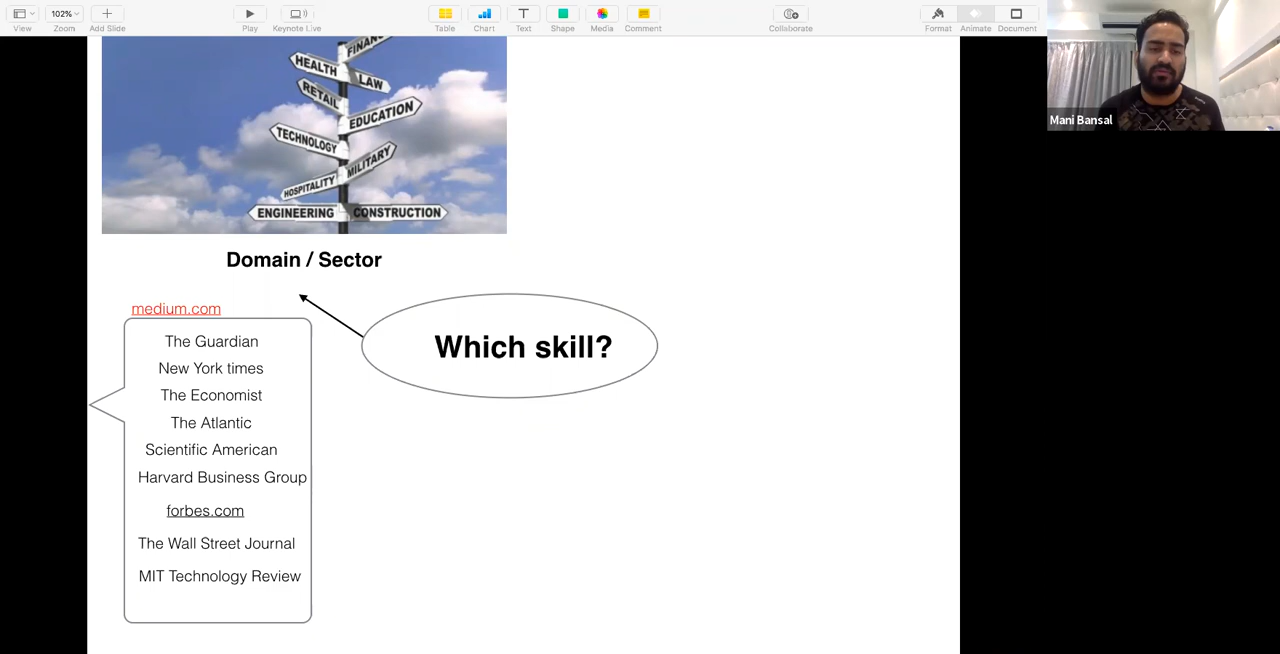 102%
View
Zoom
Add Slide
Play
Keynote Live
Table
Chart
Text
Shape
Media
Comment
Collaborate
Format
Animate
Document
Mani Bansal
HEALTH
LAW
RETAIL
EDUCATION
TECHNOLOGY
MILITARY
HOSPITALITY
ENGINEERING
CONSTRUCTION
Domain / Sector
medium.com
The Guardian
New York times
The Economist
The Atlantic
Scientific American
Harvard Business Group
forbes.com
The Wall Street Journal
MIT Technology Review
Which skill?